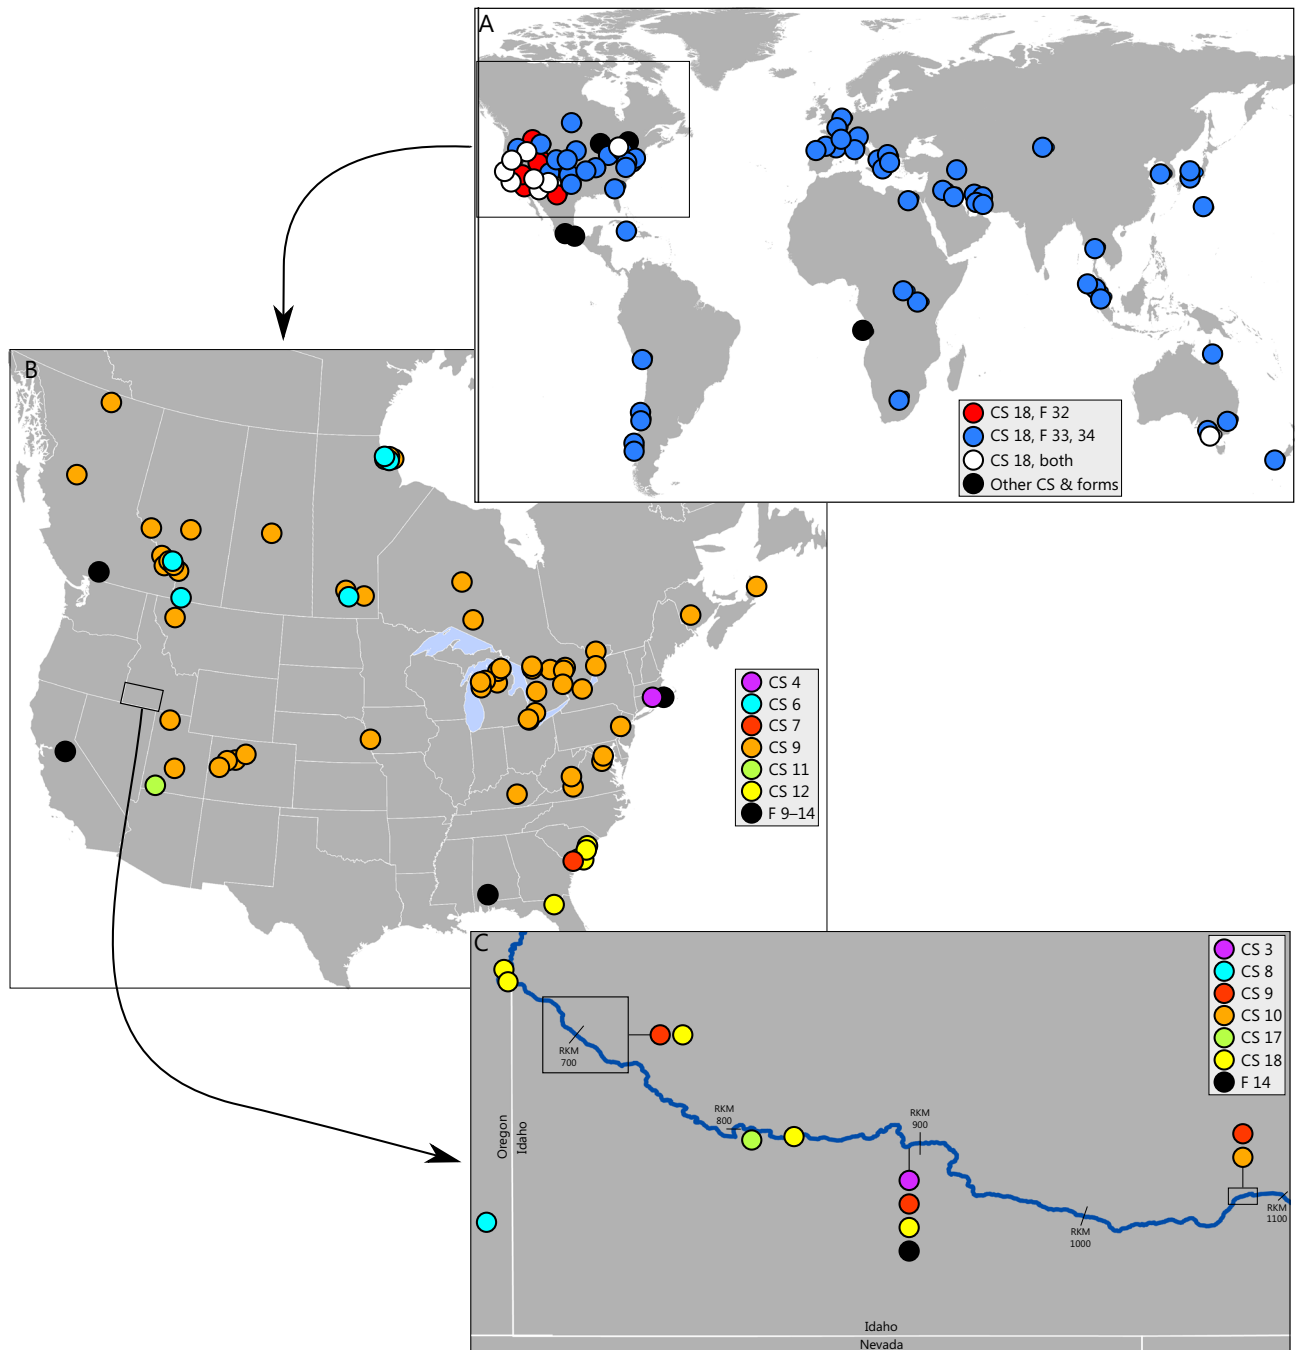 A
CS 18, F 32
CS 18, F 33, 34
CS 18, both
Other CS & forms
B
CS 4
CS 6
CS 7
CS 9
CS 11
CS 12
F 9–14
C
CS 3
CS 8
CS 9
CS 10
CS 17
CS 18
F 14
RKM
700
RKM
800
RKM
900
Oregon
Idaho
RKM
1000
RKM
1100
Idaho
Nevada